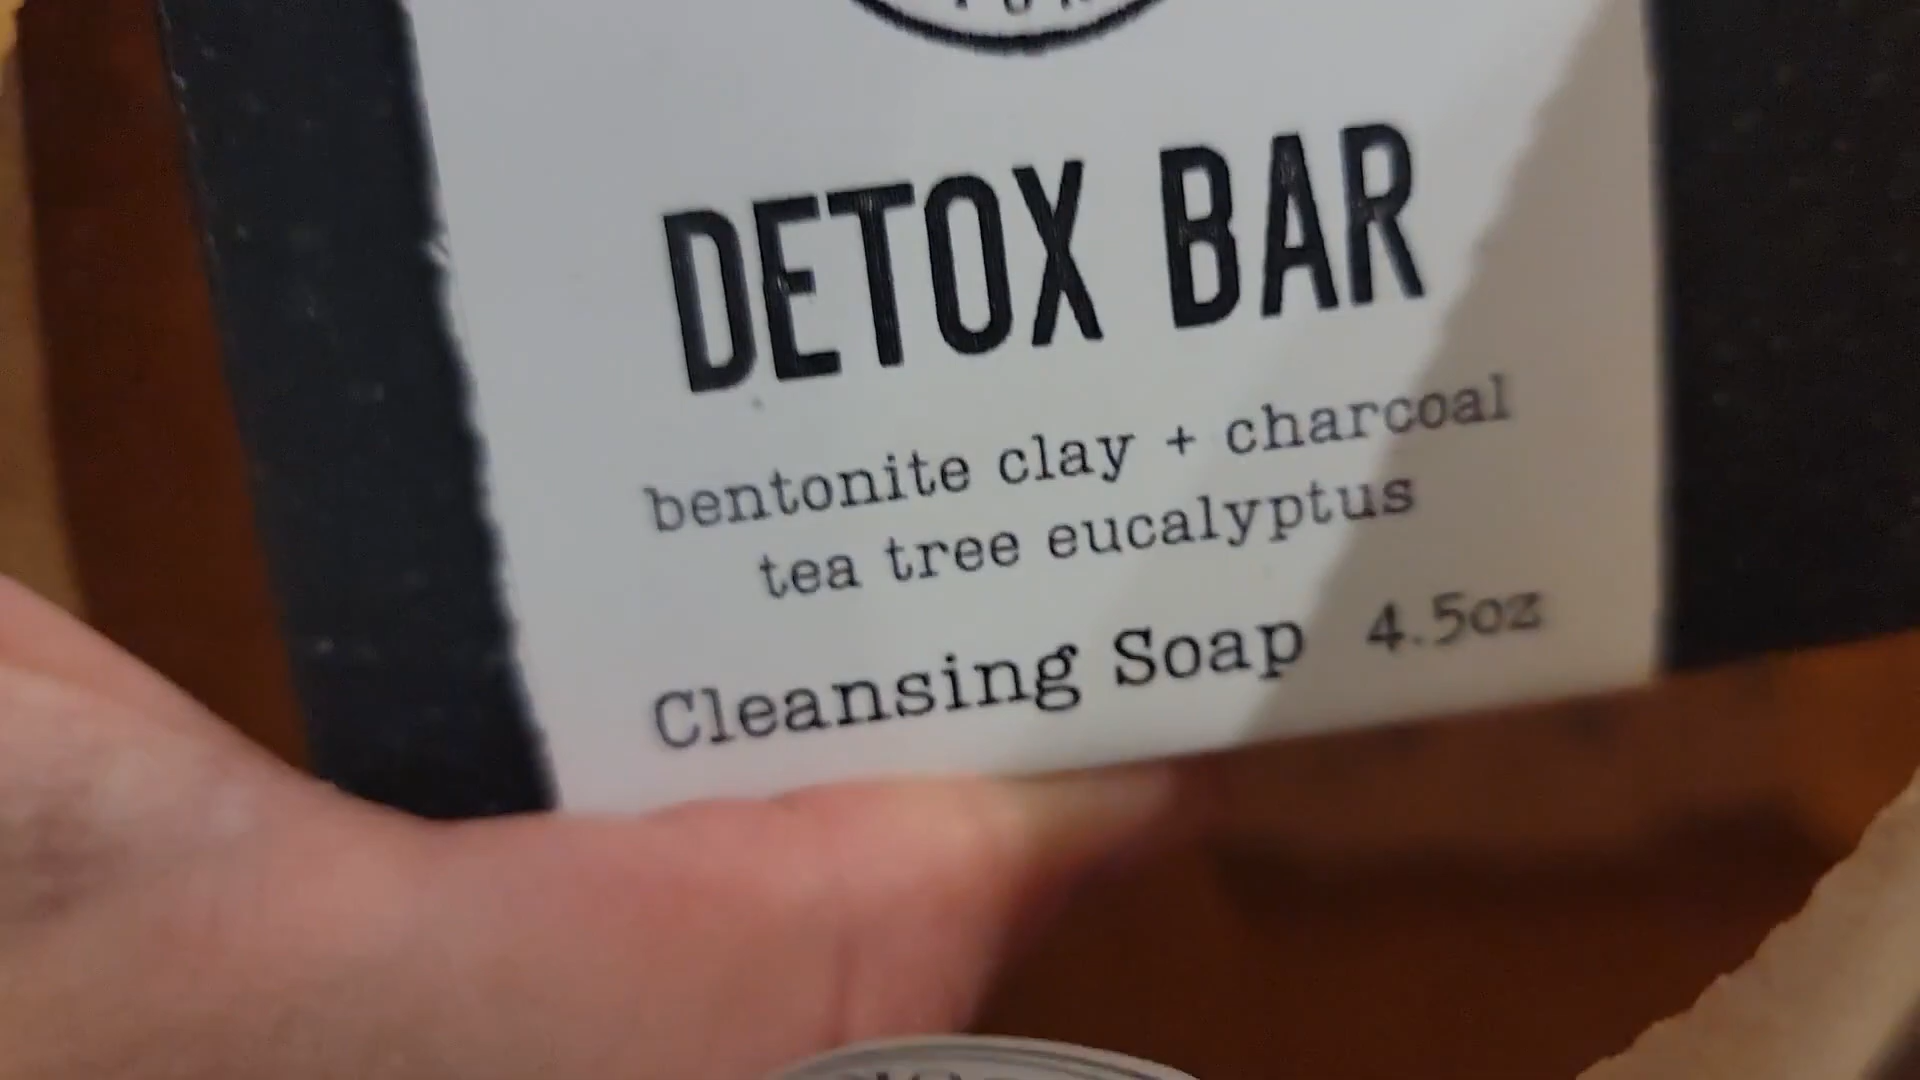 DETOX BAR
bentonite clay + charcoal
tea tree eucalyptus
Cleansing Soap 4.5oz